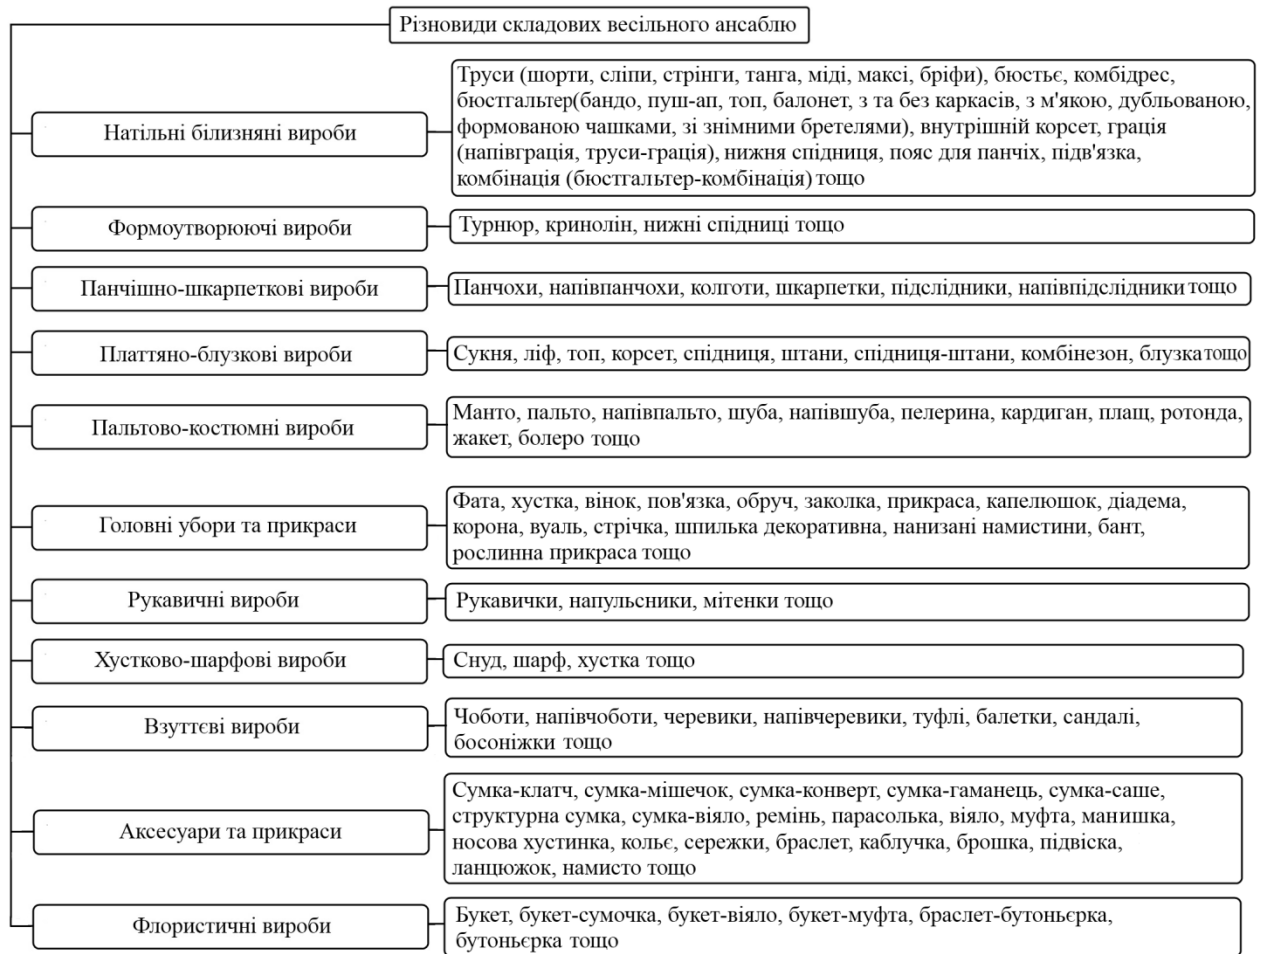 Різновиди складових весільного ансаблю
Натільні білизняні вироби
Труси (шорти, сліпи, стрінги, танга, міді, максі, бріфи), бюстьє, комбідрес,
бюстгальтер(бандо, пуш-ап, топ, балонет, з та без каркасів, з м'якою, дубльованою,
формованою чашками, зі знімними бретелями), внутрішній корсет, грація
(напівграція, труси-грація), нижня спідниця, пояс для панчіх, підв'язка,
комбінація (бюстгальтер-комбінація) тощо
Формоутворюючі вироби
Турнюр, кринолін, нижні спідниці тощо
Панчішно-шкарпеткові вироби
Панчохи, напівпанчохи, колготи, шкарпетки, підслідники, напівпідслідники тощо
Платтяно-блузкові вироби
Сукня, ліф, топ, корсет, спідниця, штани, спідниця-штани, комбінезон, блузка тощо
Пальтово-костюмні вироби
Манто, пальто, напівпальто, шуба, напівшуба, пелерина, кардиган, плащ, ротонда,
жакет, болеро тощо
Головні убори та прикраси
Фата, хустка, вінок, пов'язка, обруч, заколка, прикраса, капелюшок, діадема,
корона, вуаль, стрічка, шпилька декоративна, нанизані намистини, бант,
рослинна прикраса тощо
Рукавичні вироби
Рукавички, напульсники, мітенки тощо
Хустково-шарфові вироби
Снуд, шарф, хустка тощо
Взуттєві вироби
Чоботи, напівчоботи, черевики, напівчеревики, туфлі, балетки, сандалі,
босоніжки тощо
Аксесуари та прикраси
Сумка-клатч, сумка-мішечок, сумка-конверт, сумка-гаманець, сумка-саше,
структурна сумка, сумка-віяло, ремінь, парасолька, віяло, муфта, манишка,
носова хустинка, кольє, сережки, браслет, каблучка, брошка, підвіска,
ланцюжок, намисто тощо
Флористичні вироби
Букет, букет-сумочка, букет-віяло, букет-муфта, браслет-бутоньєрка,
бутоньєрка тощо